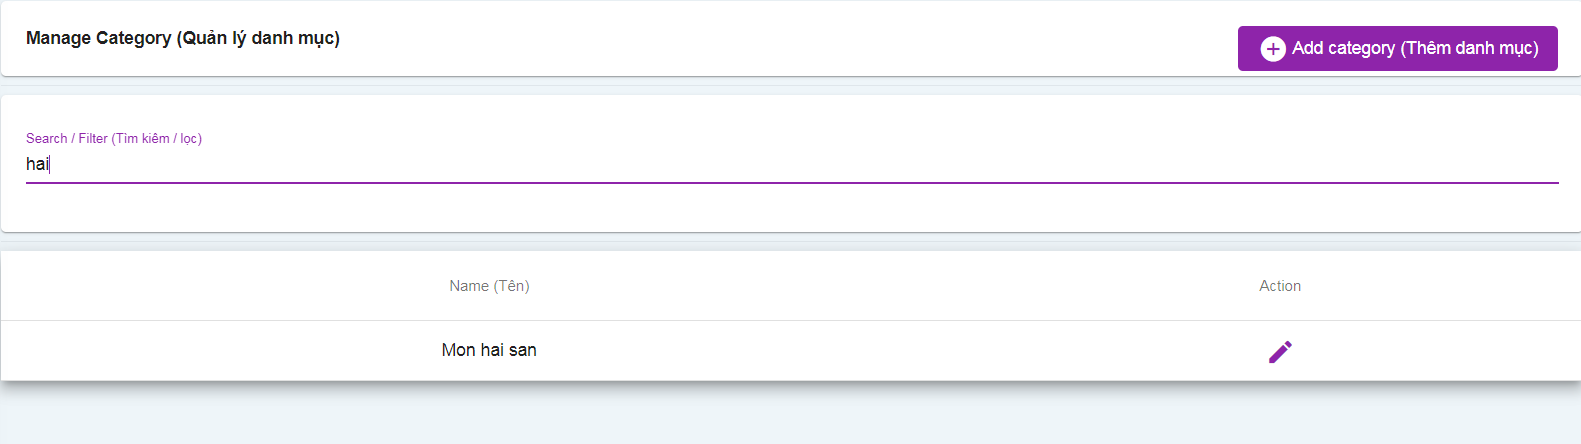 Manage Category (Quản lý danh mục)
Add category (Thêm danh mục)
Search / Filter (Tìm kiêm / lọc)
hai
Name (Tên)
Action
Mon hai san